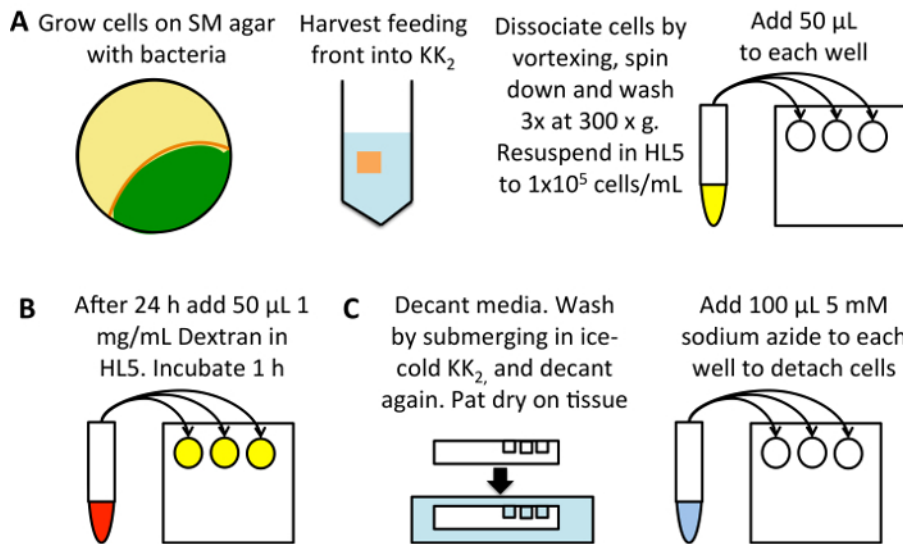 A
Grow cells on SM agar
with bacteria
Harvest feeding
front into KK₂
Dissociate cells by
vortexing, spin
down and wash
3x at 300 x g.
Resuspend in HL5
to 1x10⁵ cells/mL
Add 50 µL
to each well
B
After 24 h add 50 µL 1
mg/mL Dextran in
HL5. Incubate 1 h
C
Decant media. Wash
by submerging in ice-
cold KK₂, and decant
again. Pat dry on tissue
Add 100 µL 5 mM
sodium azide to each
well to detach cells